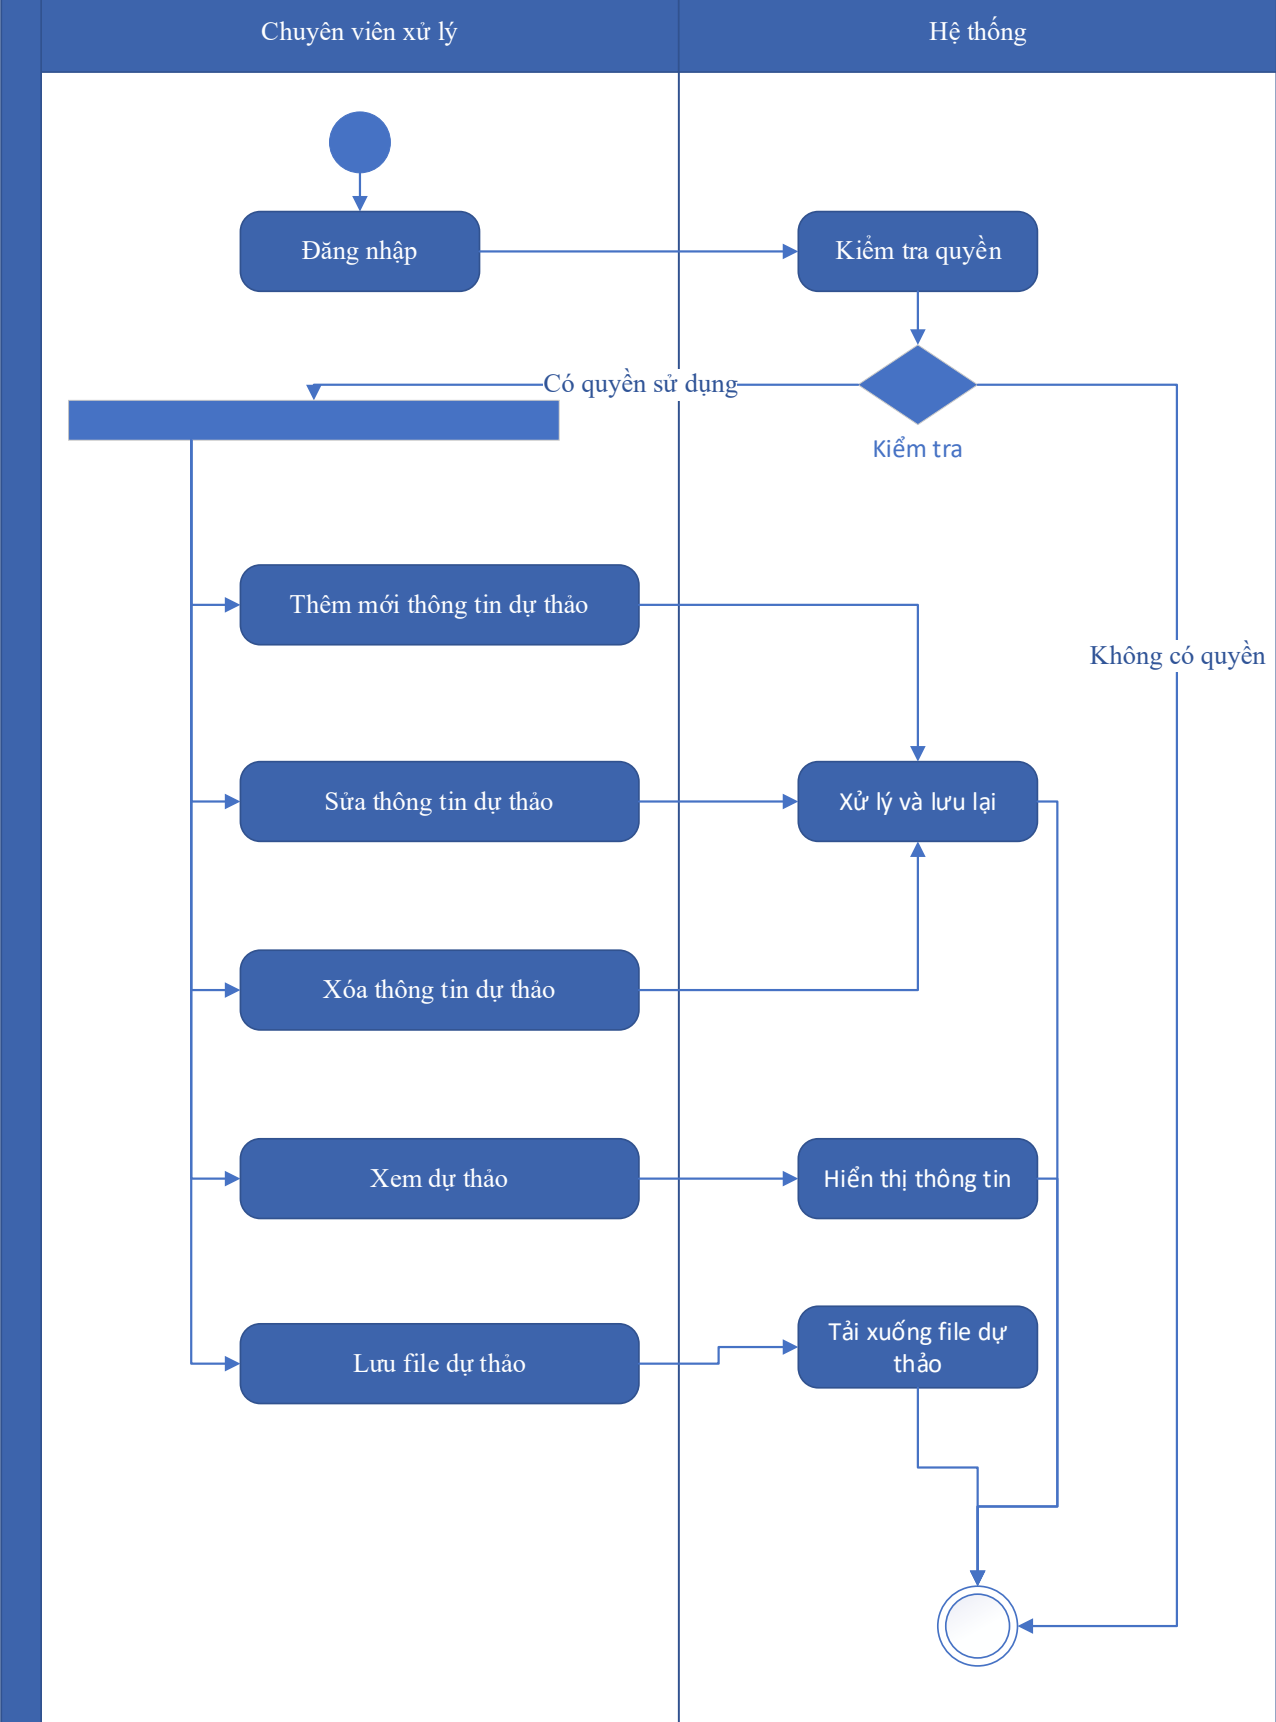 Chuyên viên xử lý
Hệ thống
Đăng nhập
Kiểm tra quyền
Có quyền sử dụng
Kiểm tra
Thêm mới thông tin dự thảo
Không có quyền
Sửa thông tin dự thảo
Xử lý và lưu lại
Xóa thông tin dự thảo
Xem dự thảo
Hiển thị thông tin
Lưu file dự thảo
Tải xuống file dự
thảo